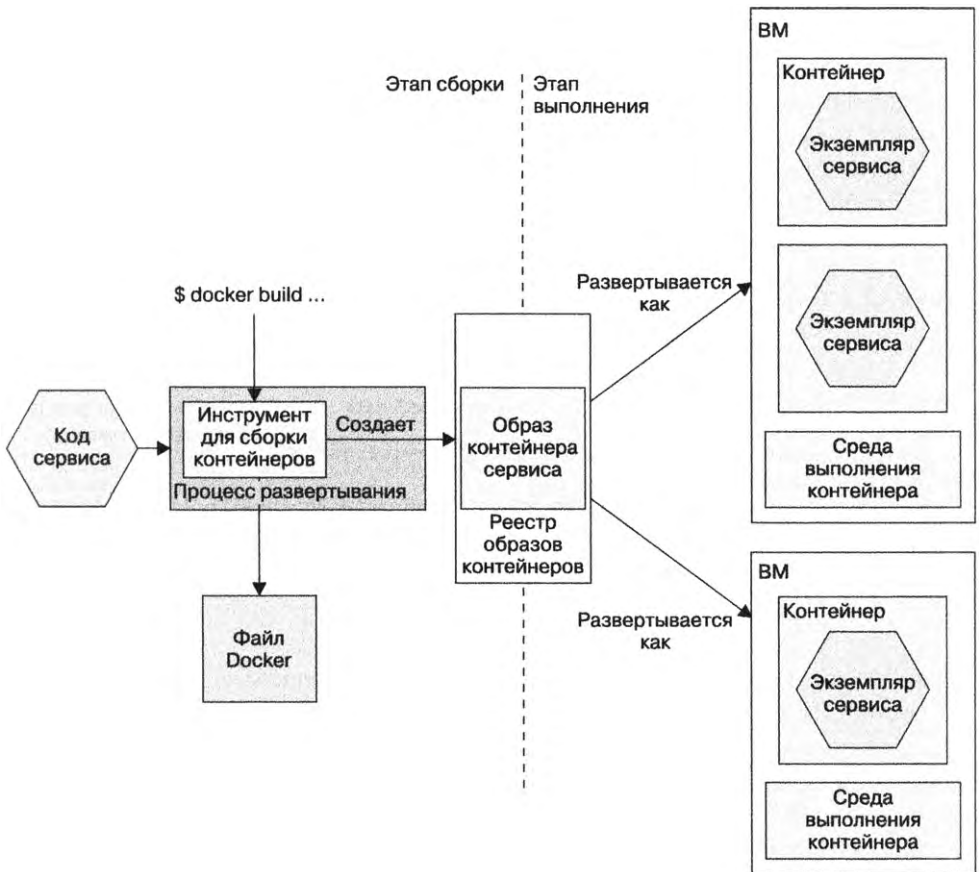 ВМ
Контейнер
Экземпляр
сервиса
Этап сборки
Этап
выполнения
$ docker build ...
Развертывается
как
Экземпляр
сервиса
Код
сервиса
Инструмент
для сборки
контейнеров
Создает
Процесс развертывания
Образ
контейнера
сервиса
Реестр
образов
контейнеров
Среда
выполнения
контейнера
Файл
Docker
Развертывается
как
ВМ
Контейнер
Экземпляр
сервиса
Среда
выполнения
контейнера